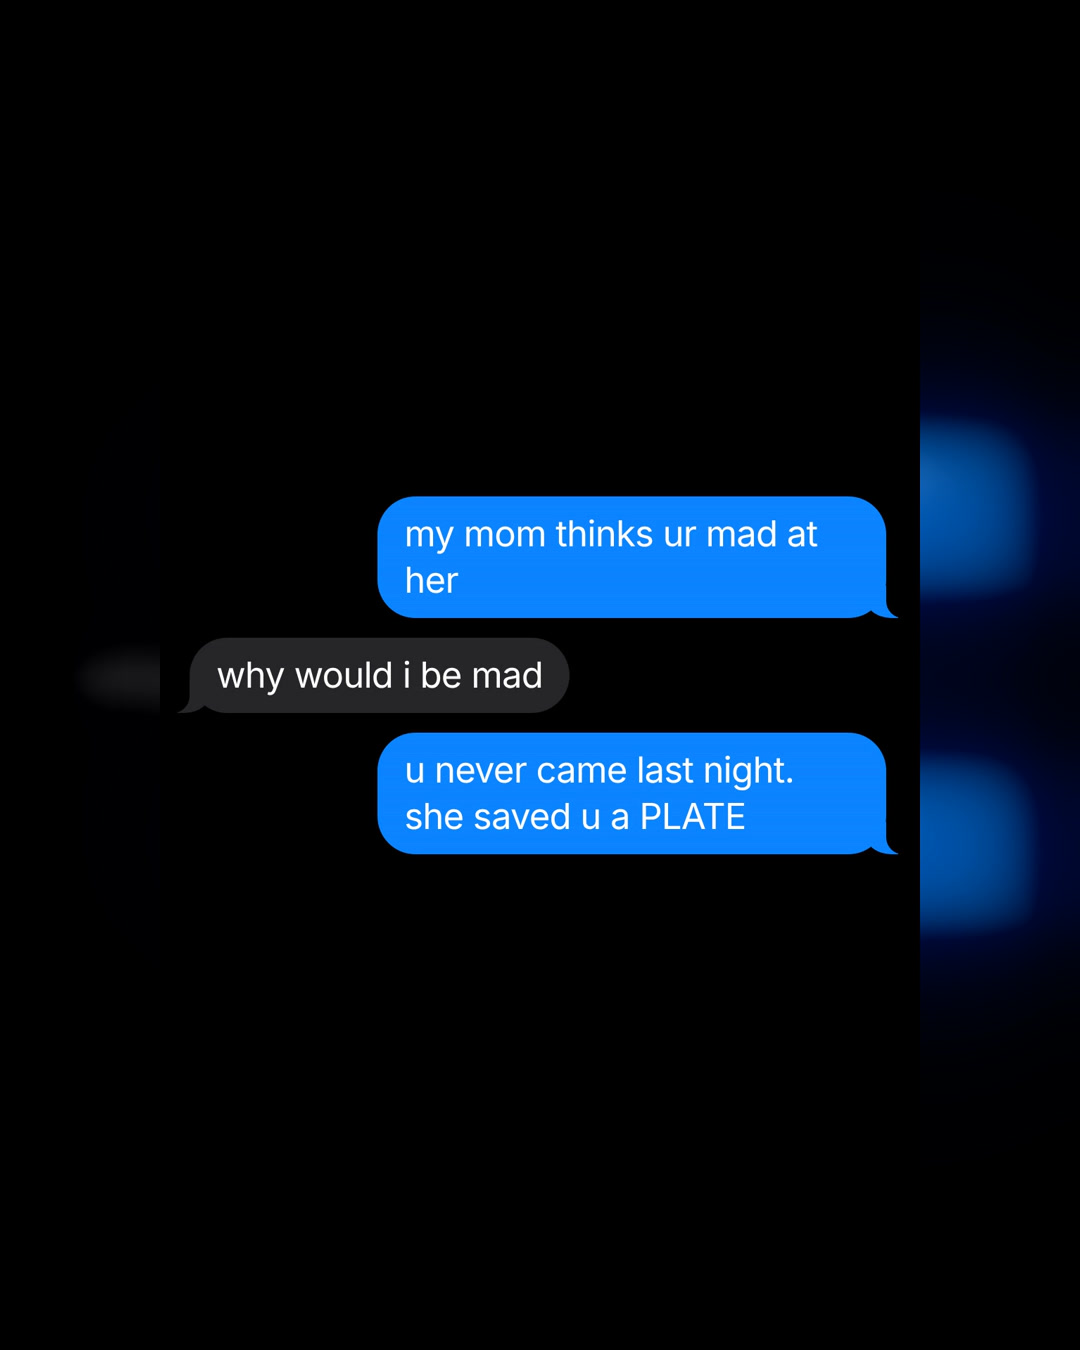 my mom thinks ur mad at
her
why would i be mad
u never came last night.
she saved u a PLATE